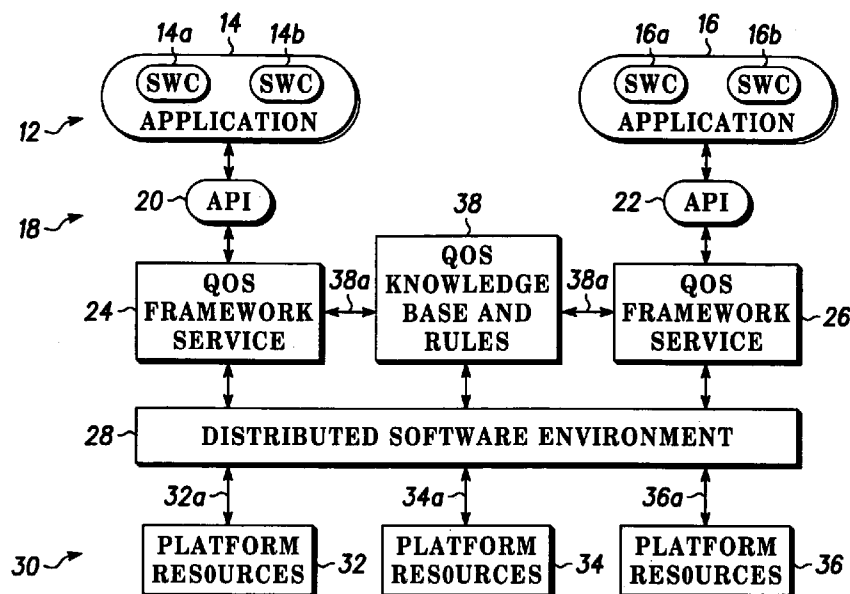 14a 14 14b 16a 16 16b
SWC SWC SWC SWC
APPLICATION APPLICATION
12
20 API 38 22 API
18
QOS FRAMEWORK SERVICE
24
38a
QOS KNOWLEDGE BASE AND RULES
38a
QOS FRAMEWORK SERVICE
26
28 DISTRIBUTED SOFTWARE ENVIRONMENT
32a 34a 36a
30
PLATFORM RESOURCES 32
PLATFORM RESOURCES 34
PLATFORM RESOURCES 36